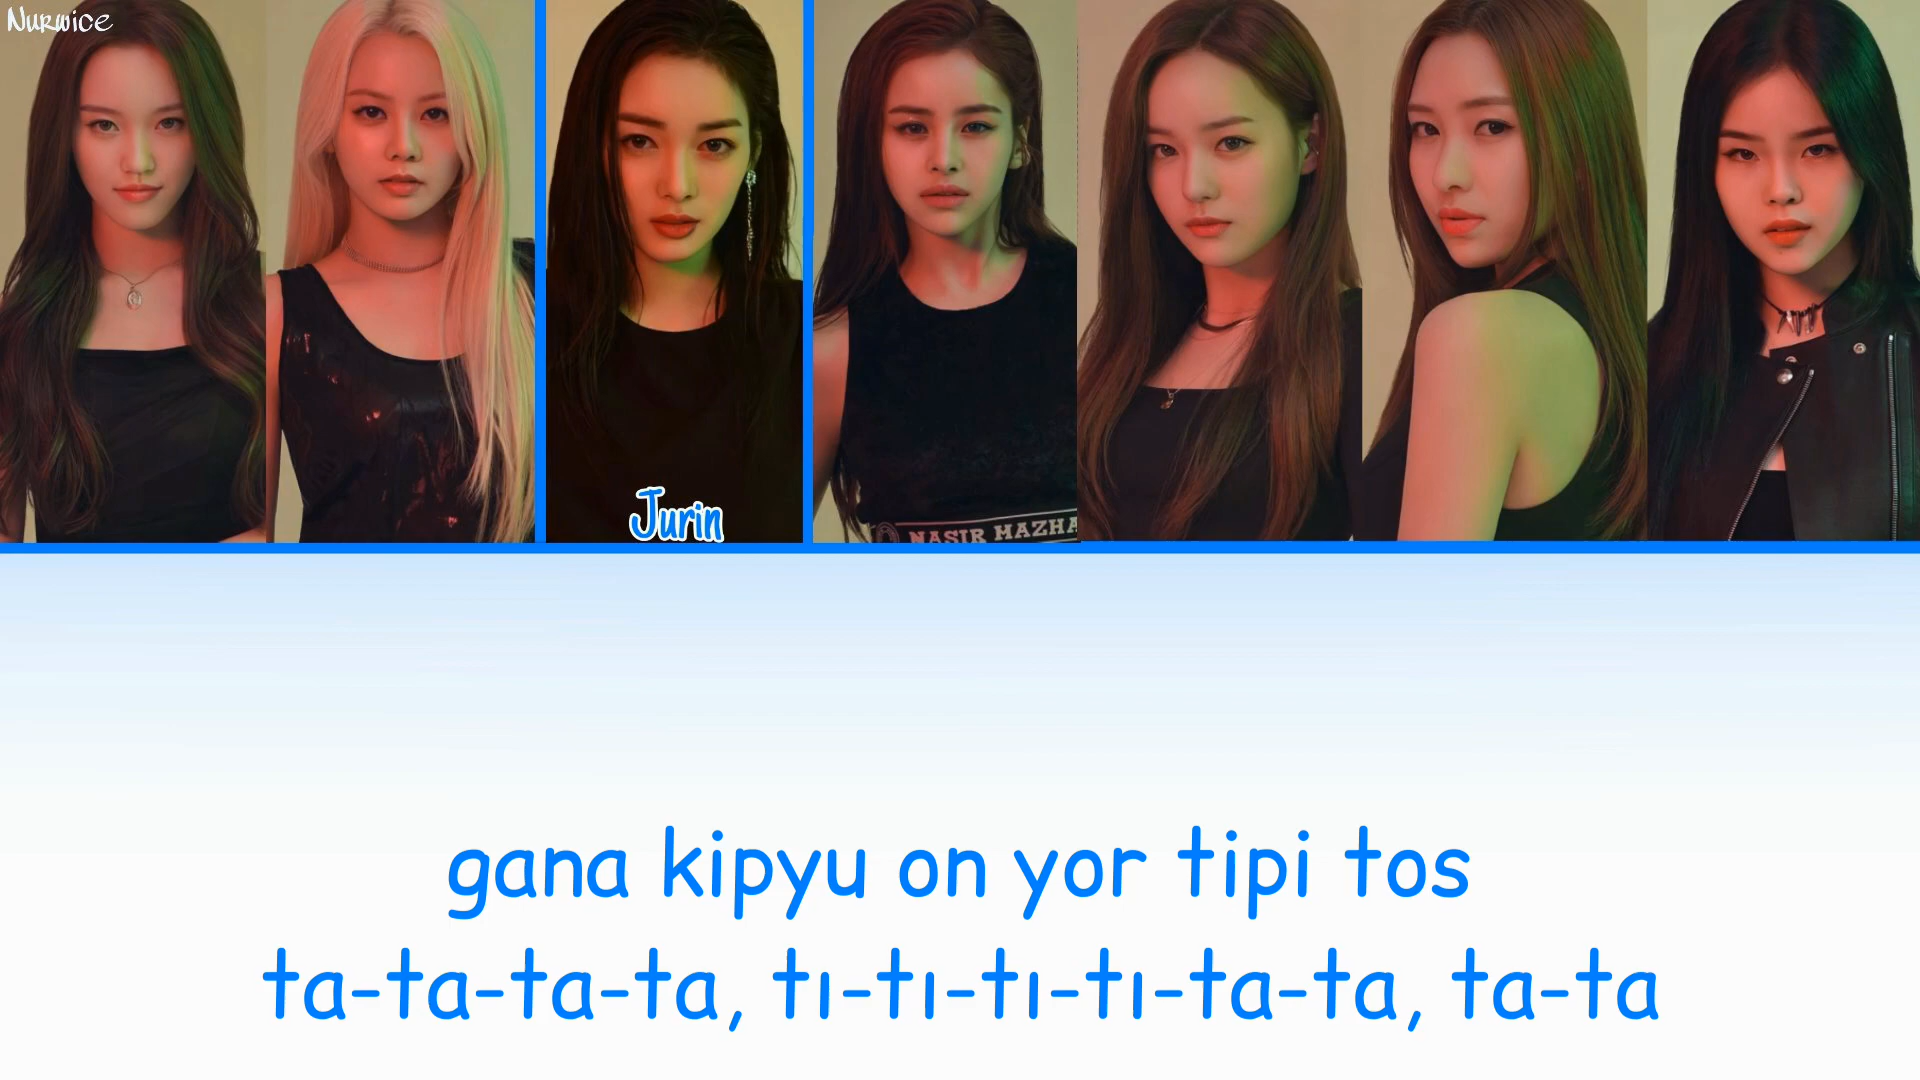 Nurwice
Jurin
NASIR MAZHA
gana kipyu on yor tipi tos
ta-ta-ta-ta, tı-tı-tı-tı-ta-ta, ta-ta